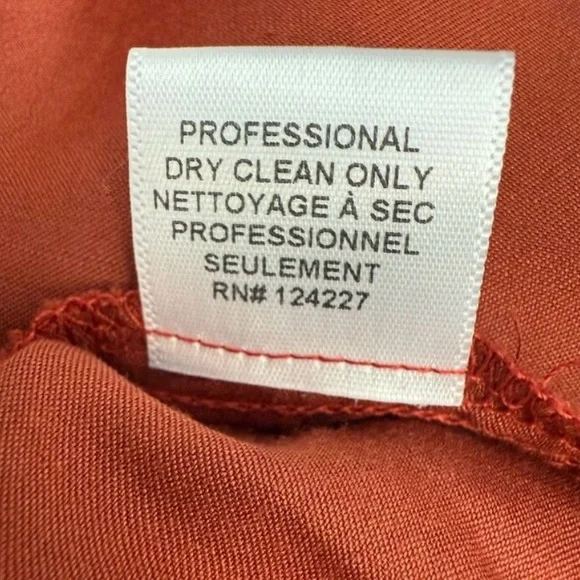 PROFESSIONAL
DRY CLEAN ONLY
NETTOYAGE À SEC
PROFESSIONNEL
SEULEMENT
RN# 124227